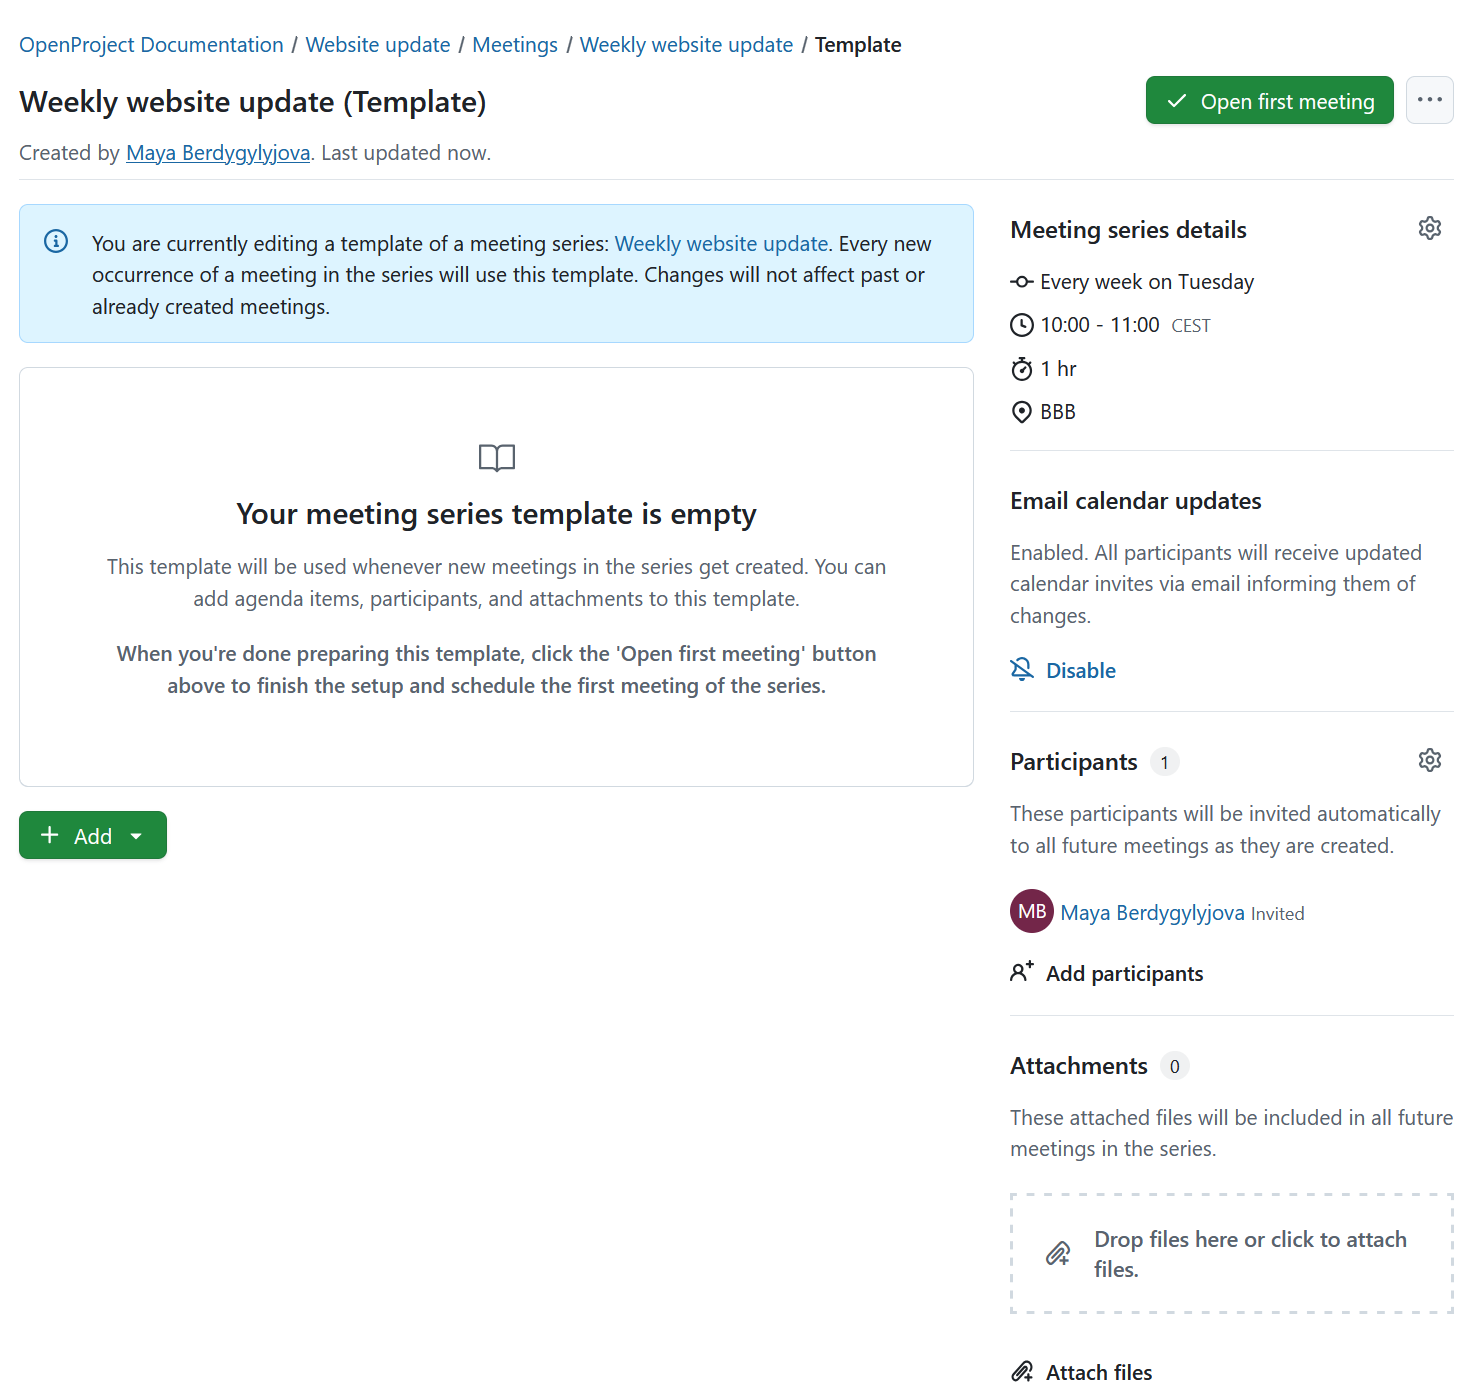 OpenProject Documentation / Website update / Meetings / Weekly website update / Template
Weekly website update (Template)
Open first meeting
Created by Maya Berdygylyjova. Last updated now.
You are currently editing a template of a meeting series: Weekly website update. Every new
occurrence of a meeting in the series will use this template. Changes will not affect past or
already created meetings.
Your meeting series template is empty
This template will be used whenever new meetings in the series get created. You can
add agenda items, participants, and attachments to this template.
When you're done preparing this template, click the 'Open first meeting' button
above to finish the setup and schedule the first meeting of the series.
Add
Meeting series details
Every week on Tuesday
10:00 - 11:00 CEST
1 hr
BBB
Email calendar updates
Enabled. All participants will receive updated
calendar invites via email informing them of
changes.
Disable
Participants 1
These participants will be invited automatically
to all future meetings as they are created.
MB Maya Berdygylyjova Invited
Add participants
Attachments 0
These attached files will be included in all future
meetings in the series.
Drop files here or click to attach
files.
Attach files